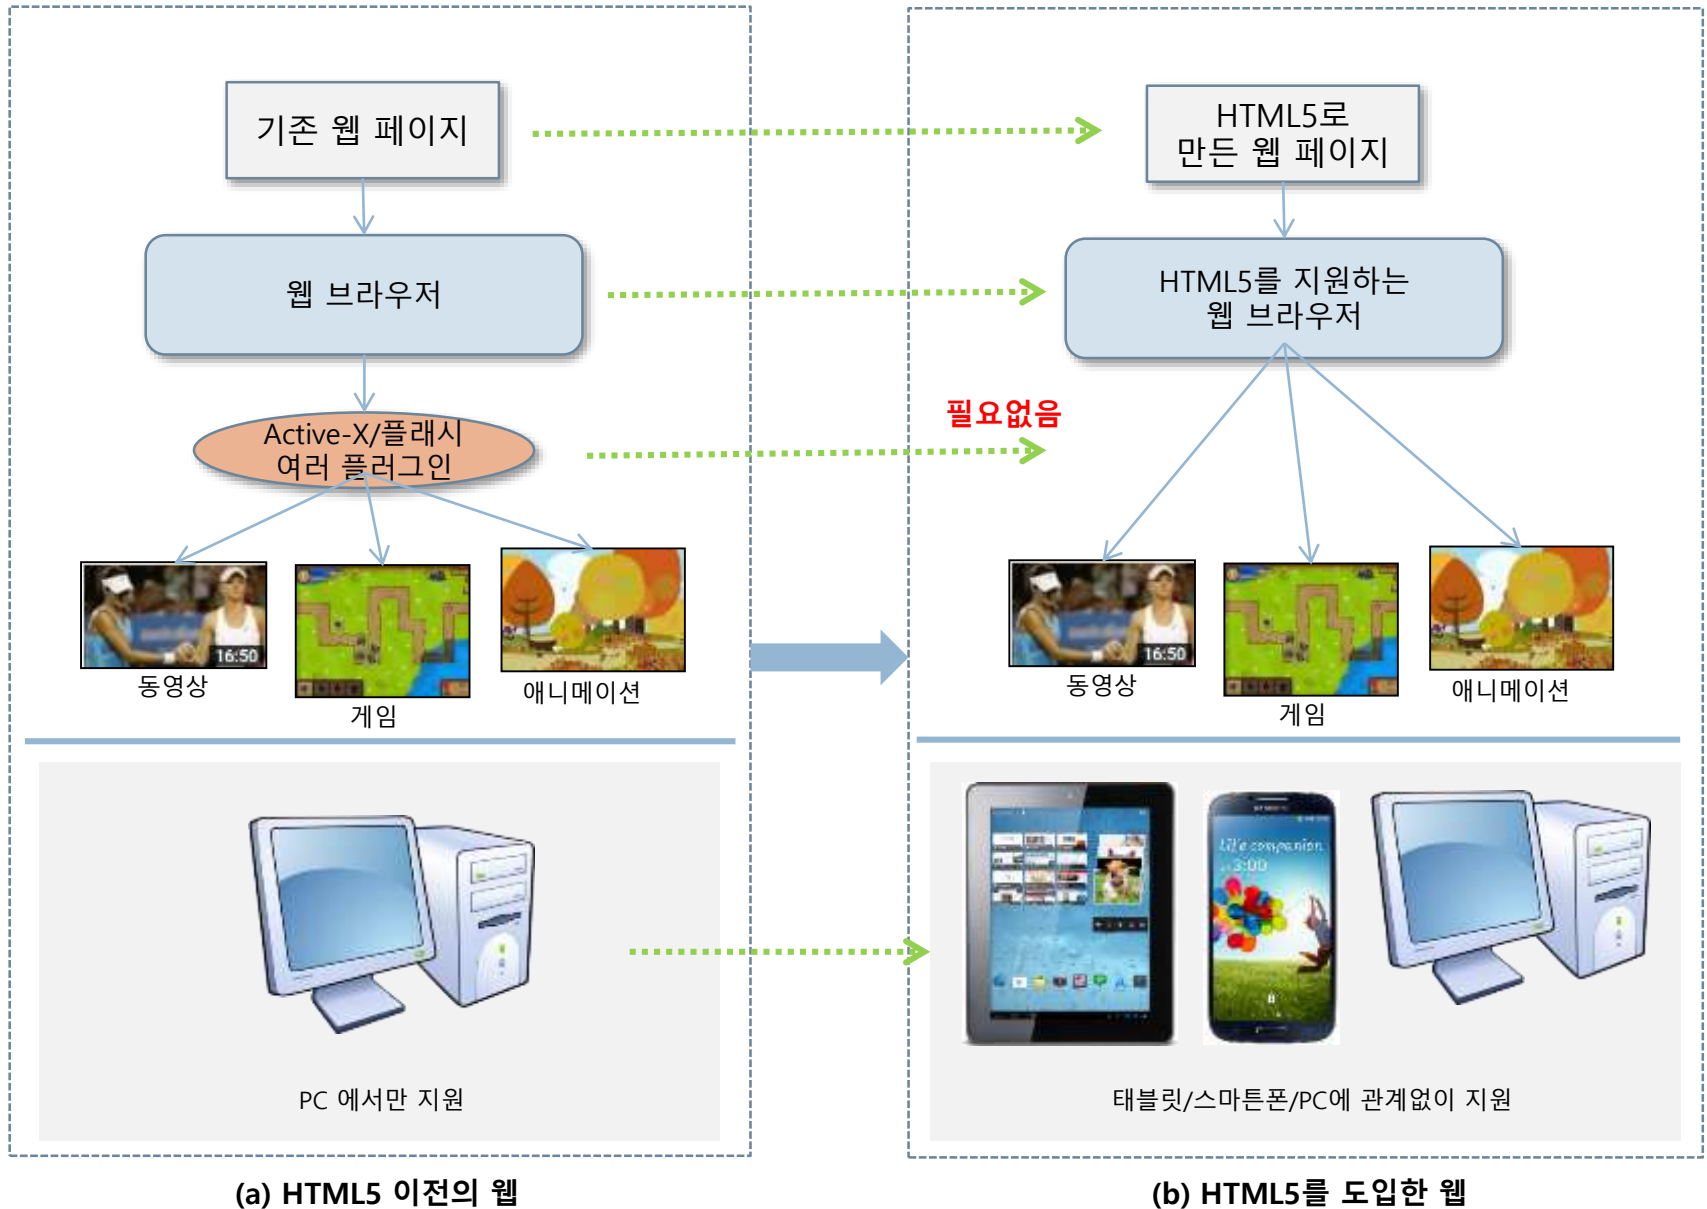 기존 웹 페이지
웹 브라우저
Active-X/플래시
여러 플러그인
16:50
동영상
게임
애니메이션
PC 에서만 지원
(a) HTML5 이전의 웹
필요없음
HTML5로
만든 웹 페이지
HTML5를 지원하는
웹 브라우저
16:50
동영상
게임
애니메이션
Life companion
3:00
태블릿/스마트폰/PC에 관계없이 지원
(b) HTML5를 도입한 웹